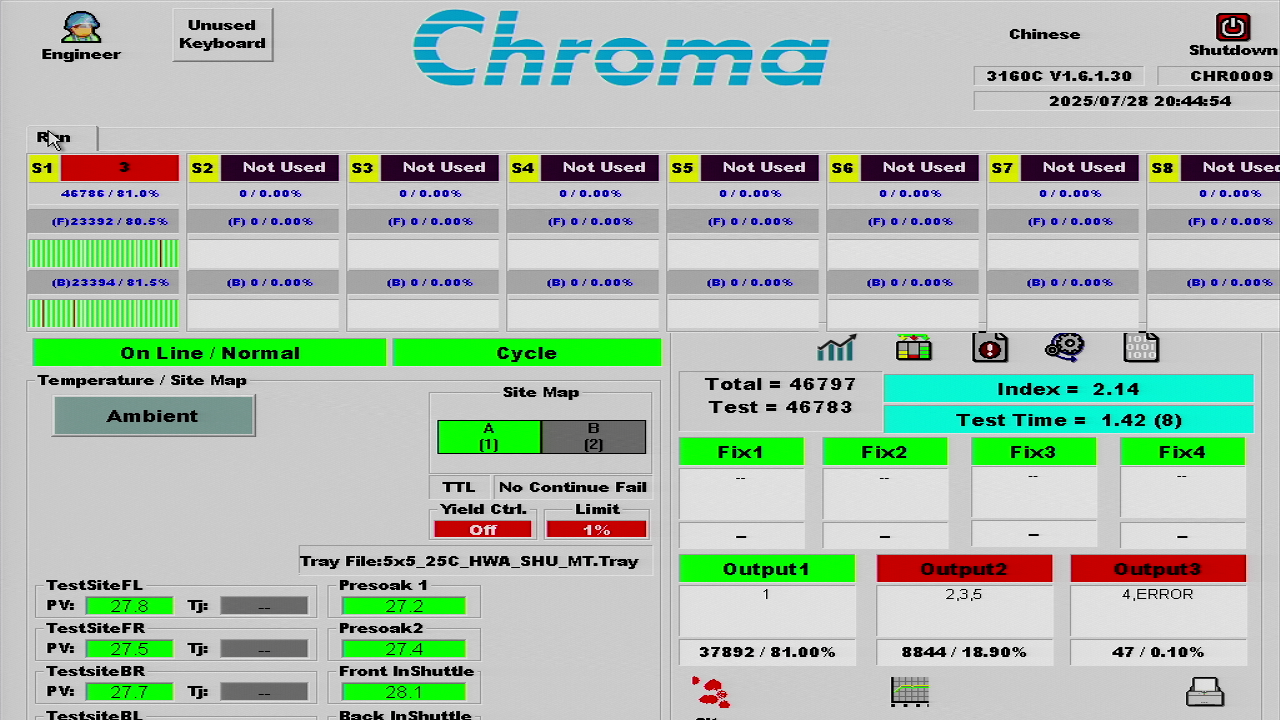 Engineer
Unused
Keyboard
Chroma
Chinese
Shutdown
3160C V1.6.1.30
CHR0009
2025/07/28 20:44:54
Run
S1 3 S2 Not Used S3 Not Used S4 Not Used S5 Not Used S6 Not Used S7 Not Used S8 Not Used
46786 / 81.0% 0 / 0.00% 0 / 0.00% 0 / 0.00% 0 / 0.00% 0 / 0.00% 0 / 0.00% 0 / 0.00%
(F)23392 / 80.5% (F) 0 / 0.00% (F) 0 / 0.00% (F) 0 / 0.00% (F) 0 / 0.00% (F) 0 / 0.00% (F) 0 / 0.00% (F) 0 / 0.00%
(B)23394 / 81.5% (B) 0 / 0.00% (B) 0 / 0.00% (B) 0 / 0.00% (B) 0 / 0.00% (B) 0 / 0.00% (B) 0 / 0.00% (B) 0 / 0.00%
On Line / Normal Cycle
Temperature / Site Map
Ambient
Site Map
A B
(1) (2)
TTL No Continue Fail
Yield Ctrl. Limit
Off 1%
Tray File:5x5_25C_HWA_SHU_MT.Tray
TestSiteFL Presoak 1
PV: 27.8 Tj: -- 27.2
TestSiteFR Presoak2
PV: 27.5 Tj: -- 27.4
TestsiteBR Front InShuttle
PV: 27.7 Tj: -- 28.1
TestsiteBL Back InShuttle
Total = 46797
Test = 46783
Index = 2.14
Test Time = 1.42 (8)
Fix1 Fix2 Fix3 Fix4
-- -- -- --
-- -- -- --
Output1 Output2 Output3
1 2,3,5 4,ERROR
37892 / 81.00% 8844 / 18.90% 47 / 0.10%